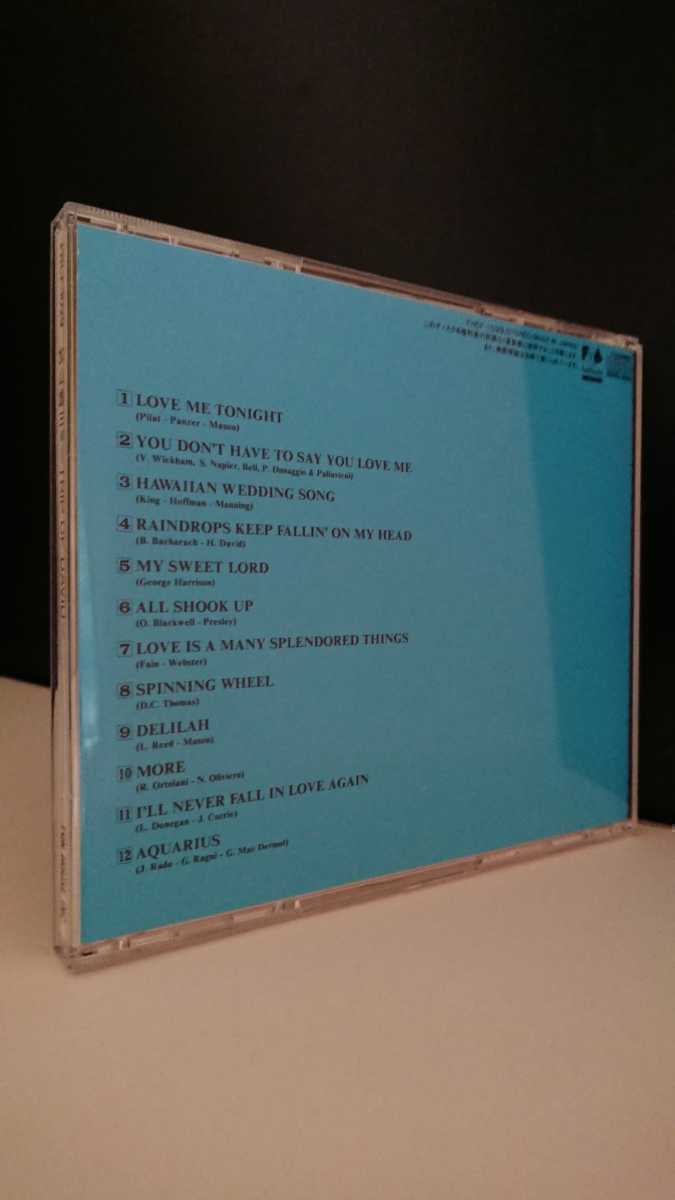 1 LOVE ME TONIGHT
(Pilat - Panzer - Mason)
2 YOU DON'T HAVE TO SAY YOU LOVE ME
(V. Wickham, S. Napier, Bell, P. Donaggio & Pallavicni)
3 HAWAIIAN WEDDING SONG
(King - Hoffman - Manning)
4 RAINDROPS KEEP FALLIN' ON MY HEAD
(B. Bacharach - H. David)
5 MY SWEET LORD
(George Harrison)
6 ALL SHOOK UP
(O. Blackwell - Presley)
7 LOVE IS A MANY SPLENDORED THINGS
(Fain - Webster)
8 SPINNING WHEEL
(D.C. Thomas)
9 DELILAH
(L. Reed - Mason)
10 MORE
(R. Ortolani - N. Oliviero)
11 I'LL NEVER FALL IN LOVE AGAIN
(L. Donegan - J. Currie)
12 AQUARIUS
(J. Rado - G. Ragni - G. Mac Dermot)